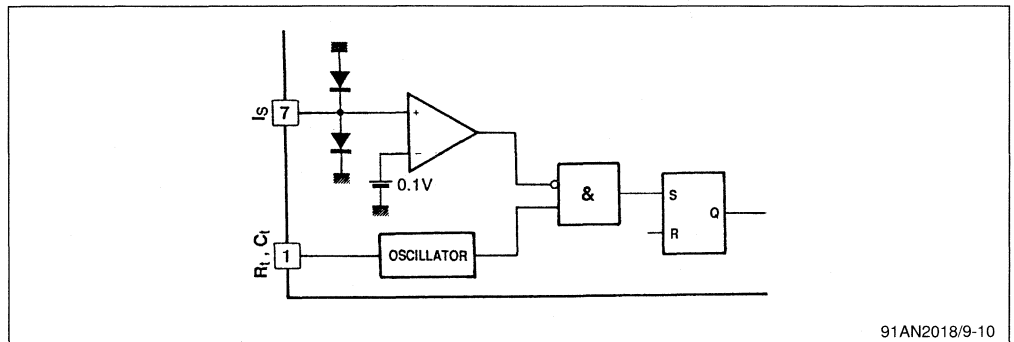 IS
7
+
−
0.1V
&
S
Q
R
Rt, Ct
1
OSCILLATOR
91AN2018/9-10